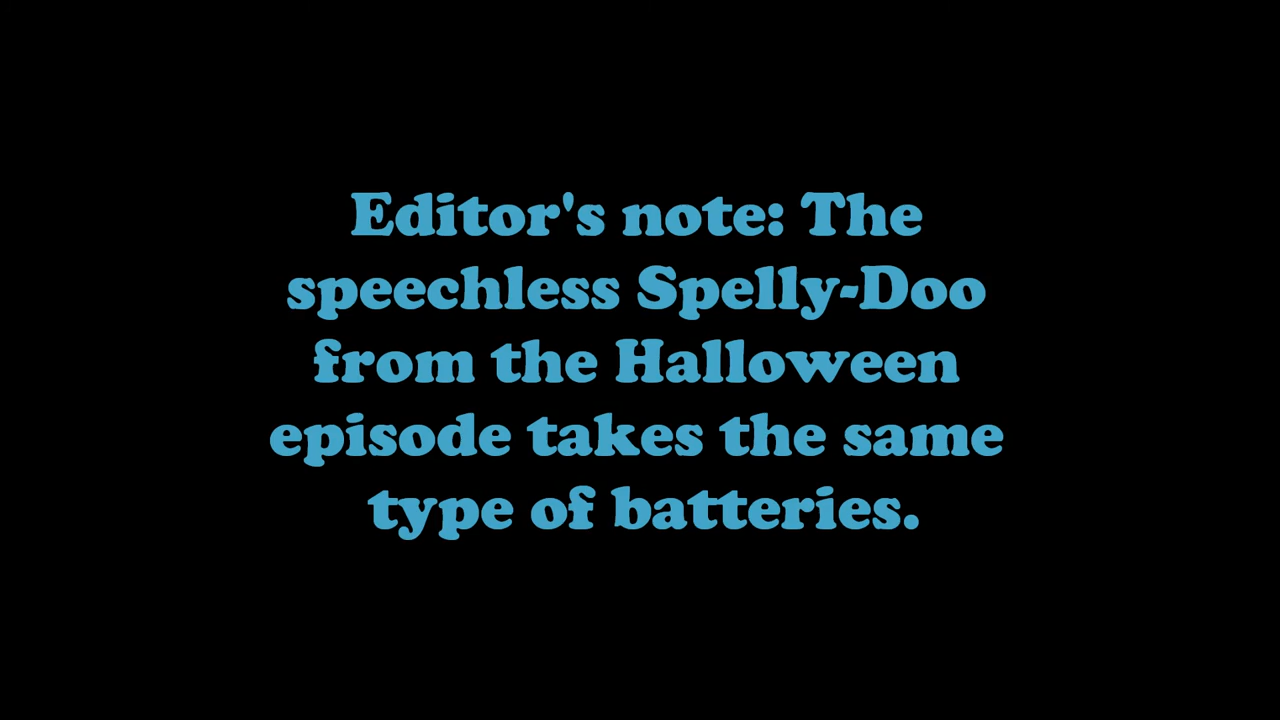 Editor's note: The
speechless Spelly-Doo
from the Halloween
episode takes the same
type of batteries.